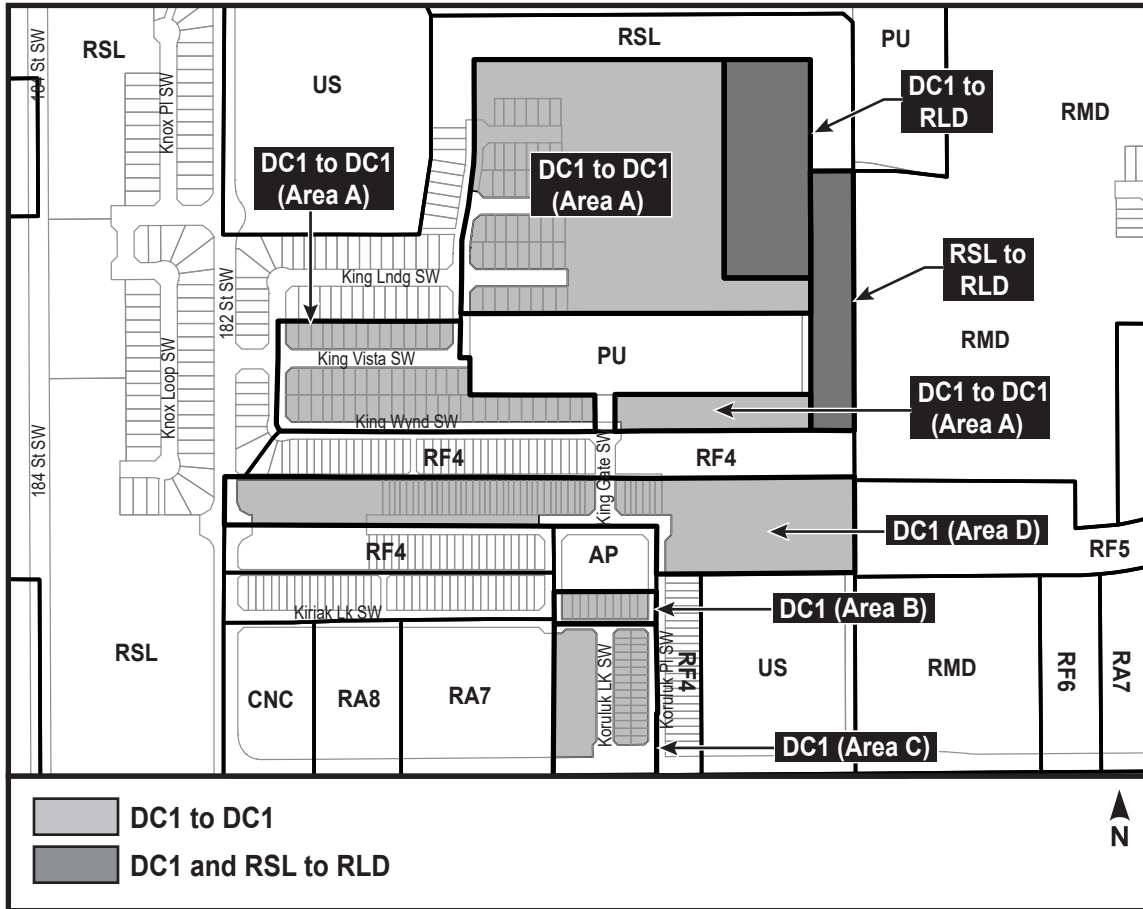 RSL
PU
RSL
184 St SW
Knox Pl SW
US
DC1 to
RLD
RMD
DC1 to DC1
(Area A)
DC1 to DC1
(Area A)
RSL to
RLD
King Lndg SW
182 St SW
RMD
King Vista SW
PU
Knox Loop SW
DC1 to DC1
(Area A)
King Wynd SW
184 St SW
RF4
King Gate SW
RF4
DC1 (Area D)
RF4
AP
RF5
DC1 (Area B)
Kiriak Lk SW
RSL
CNC
RA8
RA7
Koruluk LK SW
Koruluk Pl SW
RF4
US
RMD
RF6
RA7
DC1 (Area C)
DC1 to DC1
DC1 and RSL to RLD
N